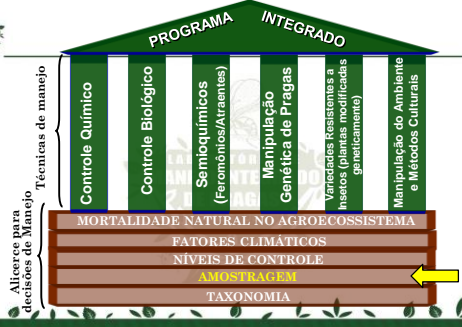 PROGRAMA INTEGRADO
Técnicas de manejo
Controle Químico
Controle Biológico
Semioquímicos
(Feromônios/Atraentes)
Manipulação
Genética de Pragas
Variedades Resistentes a
Insetos (plantas modificadas
geneticamente)
Manipulação do Ambiente
e Métodos Culturais
Alicerce para
decisões de Manejo
MORTALIDADE NATURAL NO AGROECOSSISTEMA
FATORES CLIMÁTICOS
NÍVEIS DE CONTROLE
AMOSTRAGEM
TAXONOMIA